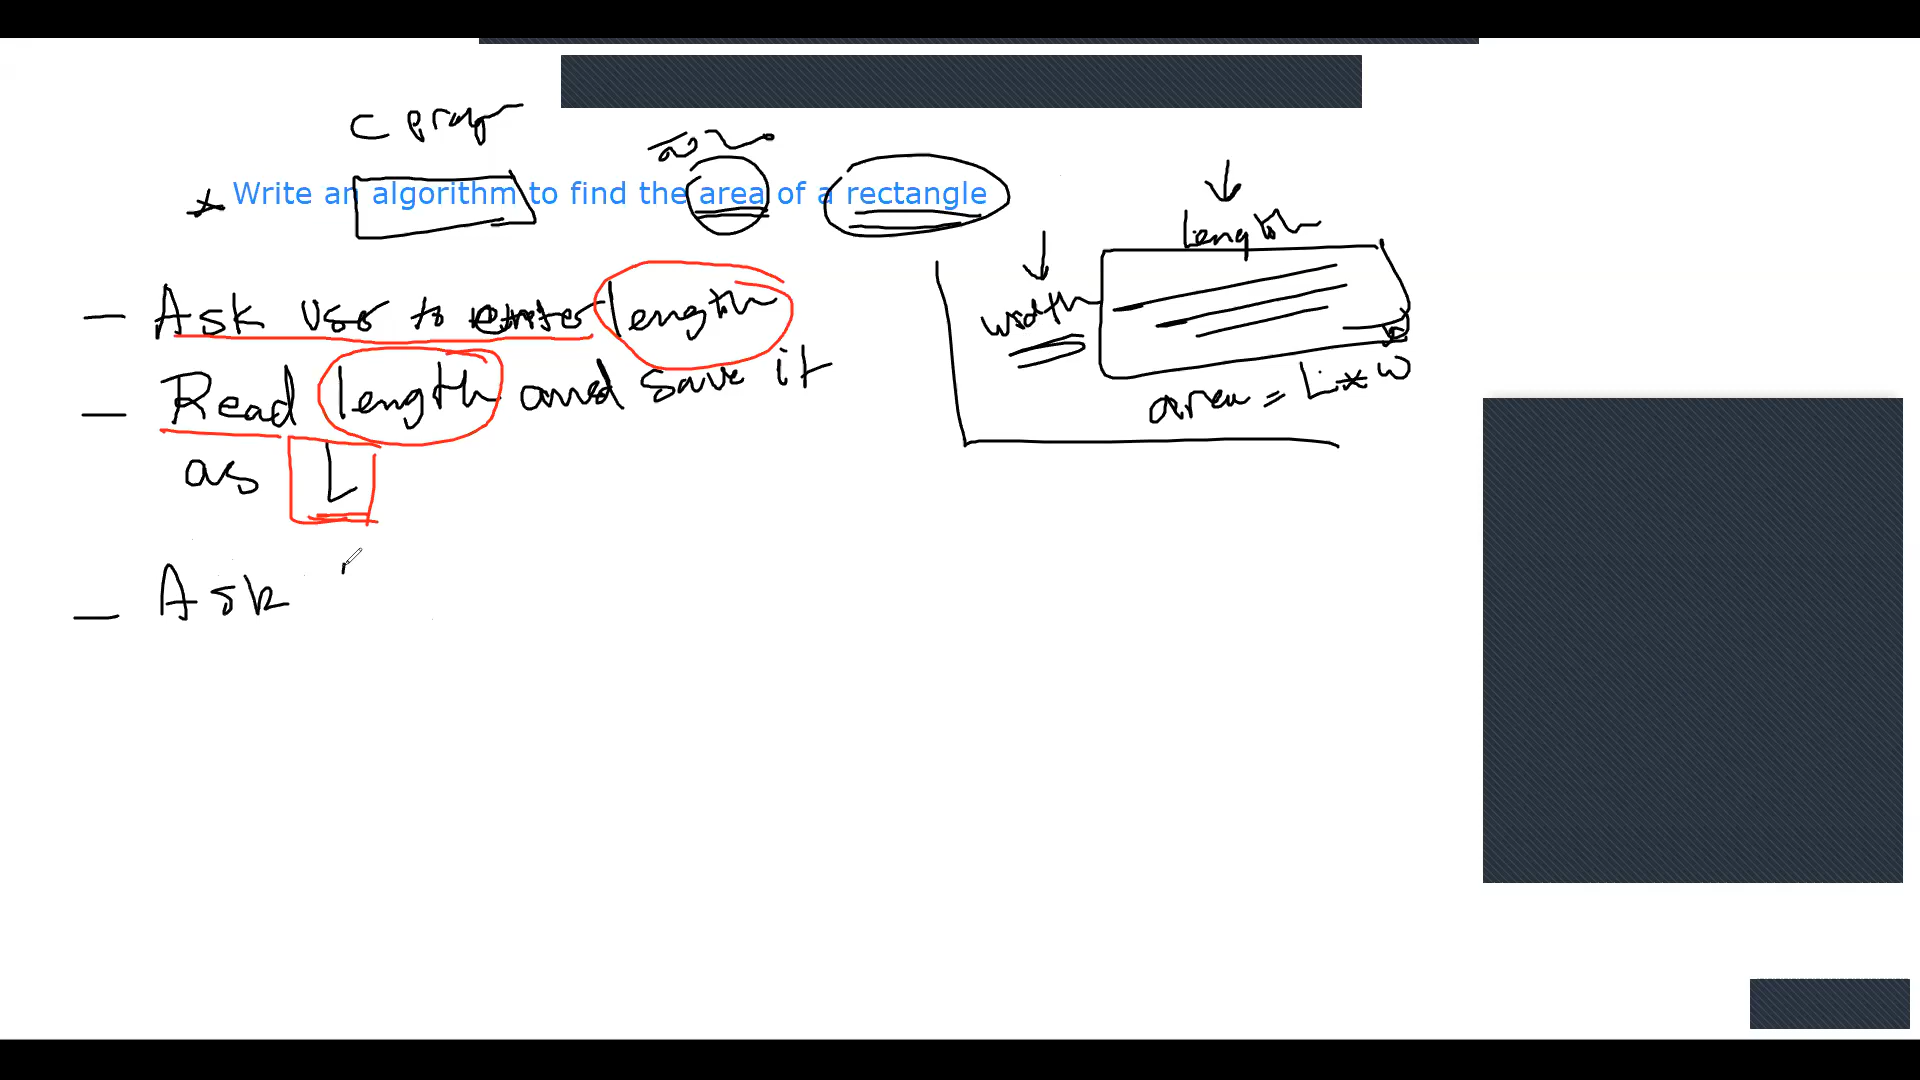 C prog
* Write an algorithm to find the area of a rectangle
- Ask user to enter length
- Read length and save it
as L
- Ask
Length
width
area = L * W